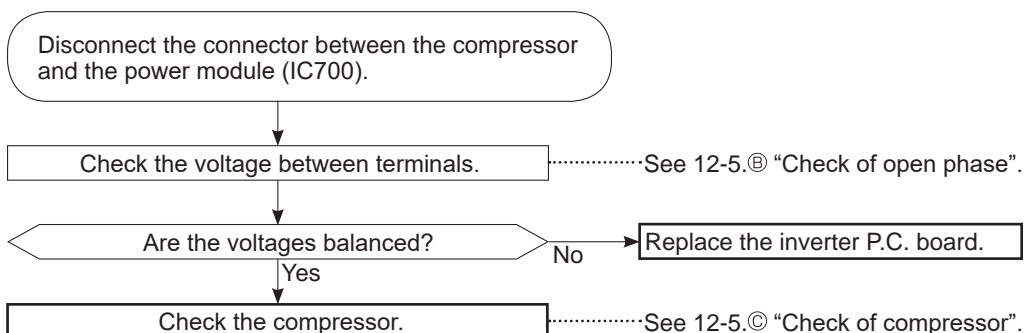 Disconnect the connector between the compressor
and the power module (IC700).
Check the voltage between terminals.
See 12-5.Ⓑ “Check of open phase”.
Are the voltages balanced?
No
Replace the inverter P.C. board.
Yes
Check the compressor.
See 12-5.Ⓒ “Check of compressor”.